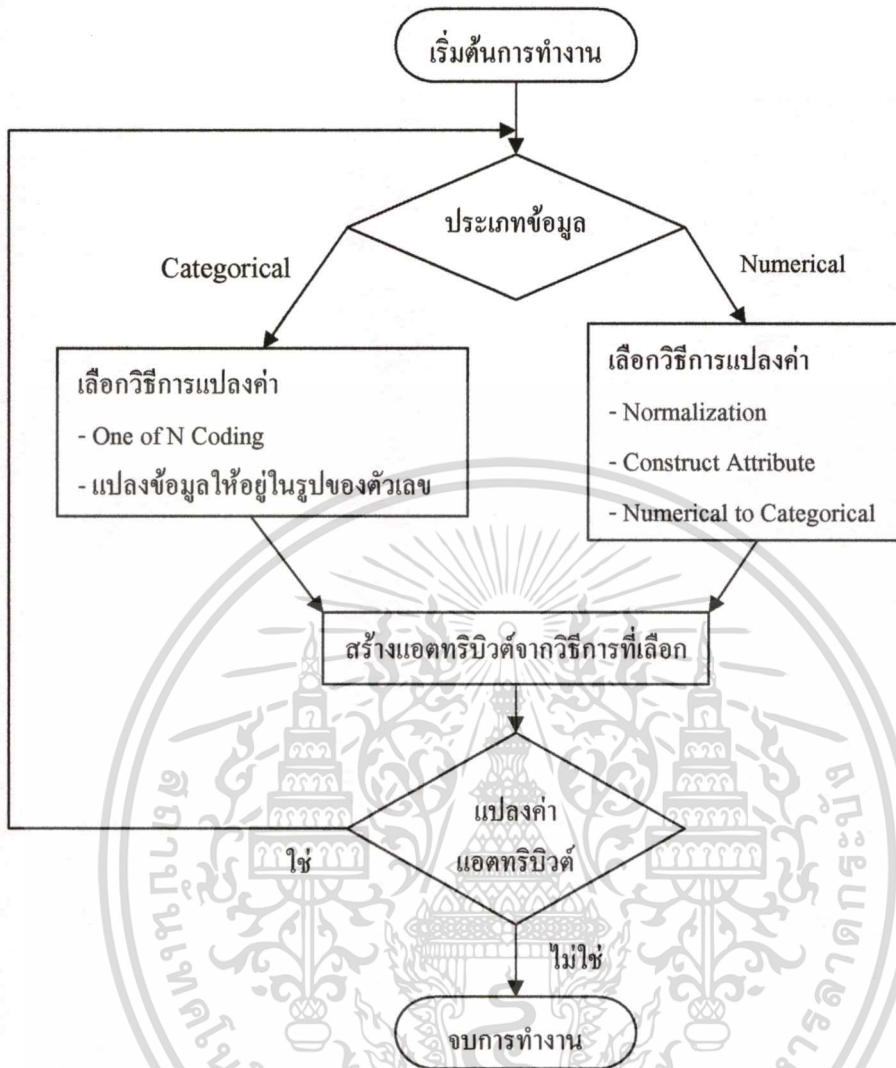 เริ่มต้นการทำงาน
ประเภทข้อมูล
Categorical
Numerical
เลือกวิธีการแปลงค่า
- One of N Coding
- แปลงข้อมูลให้อยู่ในรูปของตัวเลข
เลือกวิธีการแปลงค่า
- Normalization
- Construct Attribute
- Numerical to Categorical
สร้างแอตทริบิวต์จากวิธีการที่เลือก
แปลงค่า
แอตทริบิวต์
ใช่
ไม่ใช่
จบการทำงาน